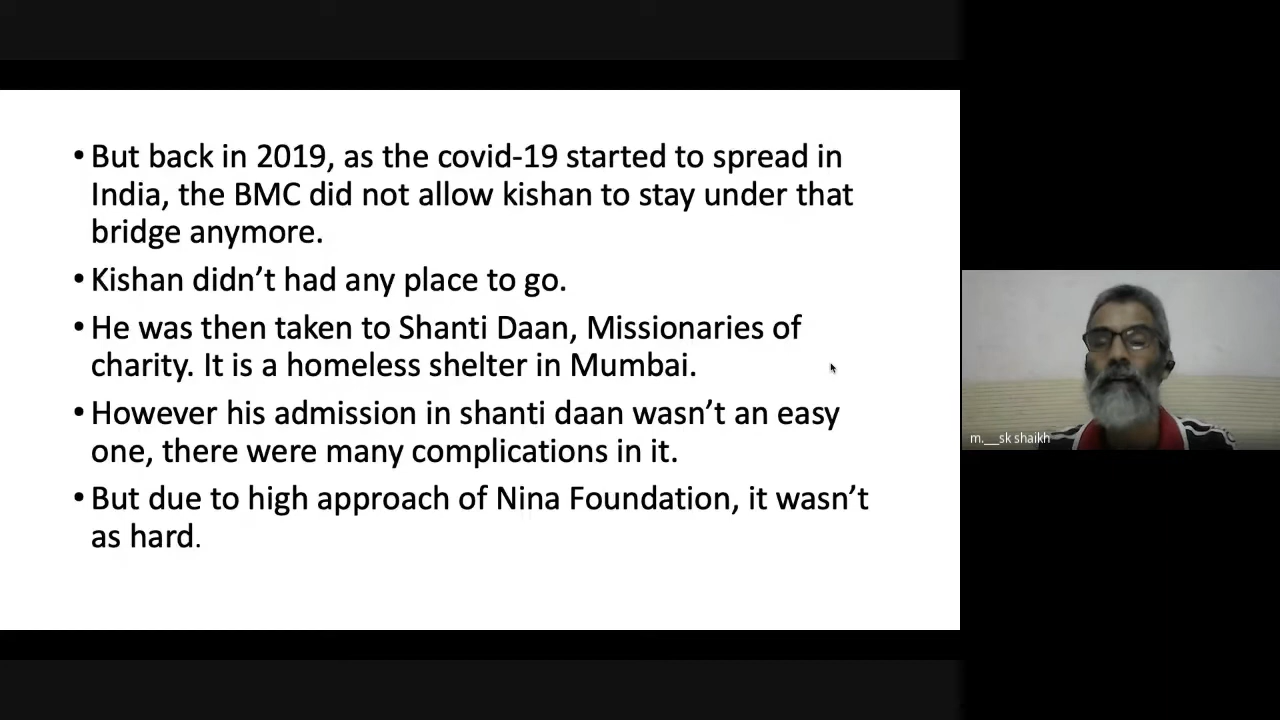 • But back in 2019, as the covid-19 started to spread in
India, the BMC did not allow kishan to stay under that
bridge anymore.
• Kishan didn’t had any place to go.
• He was then taken to Shanti Daan, Missionaries of
charity. It is a homeless shelter in Mumbai.
• However his admission in shanti daan wasn’t an easy
one, there were many complications in it.
• But due to high approach of Nina Foundation, it wasn’t
as hard.
m.__sk shaikh